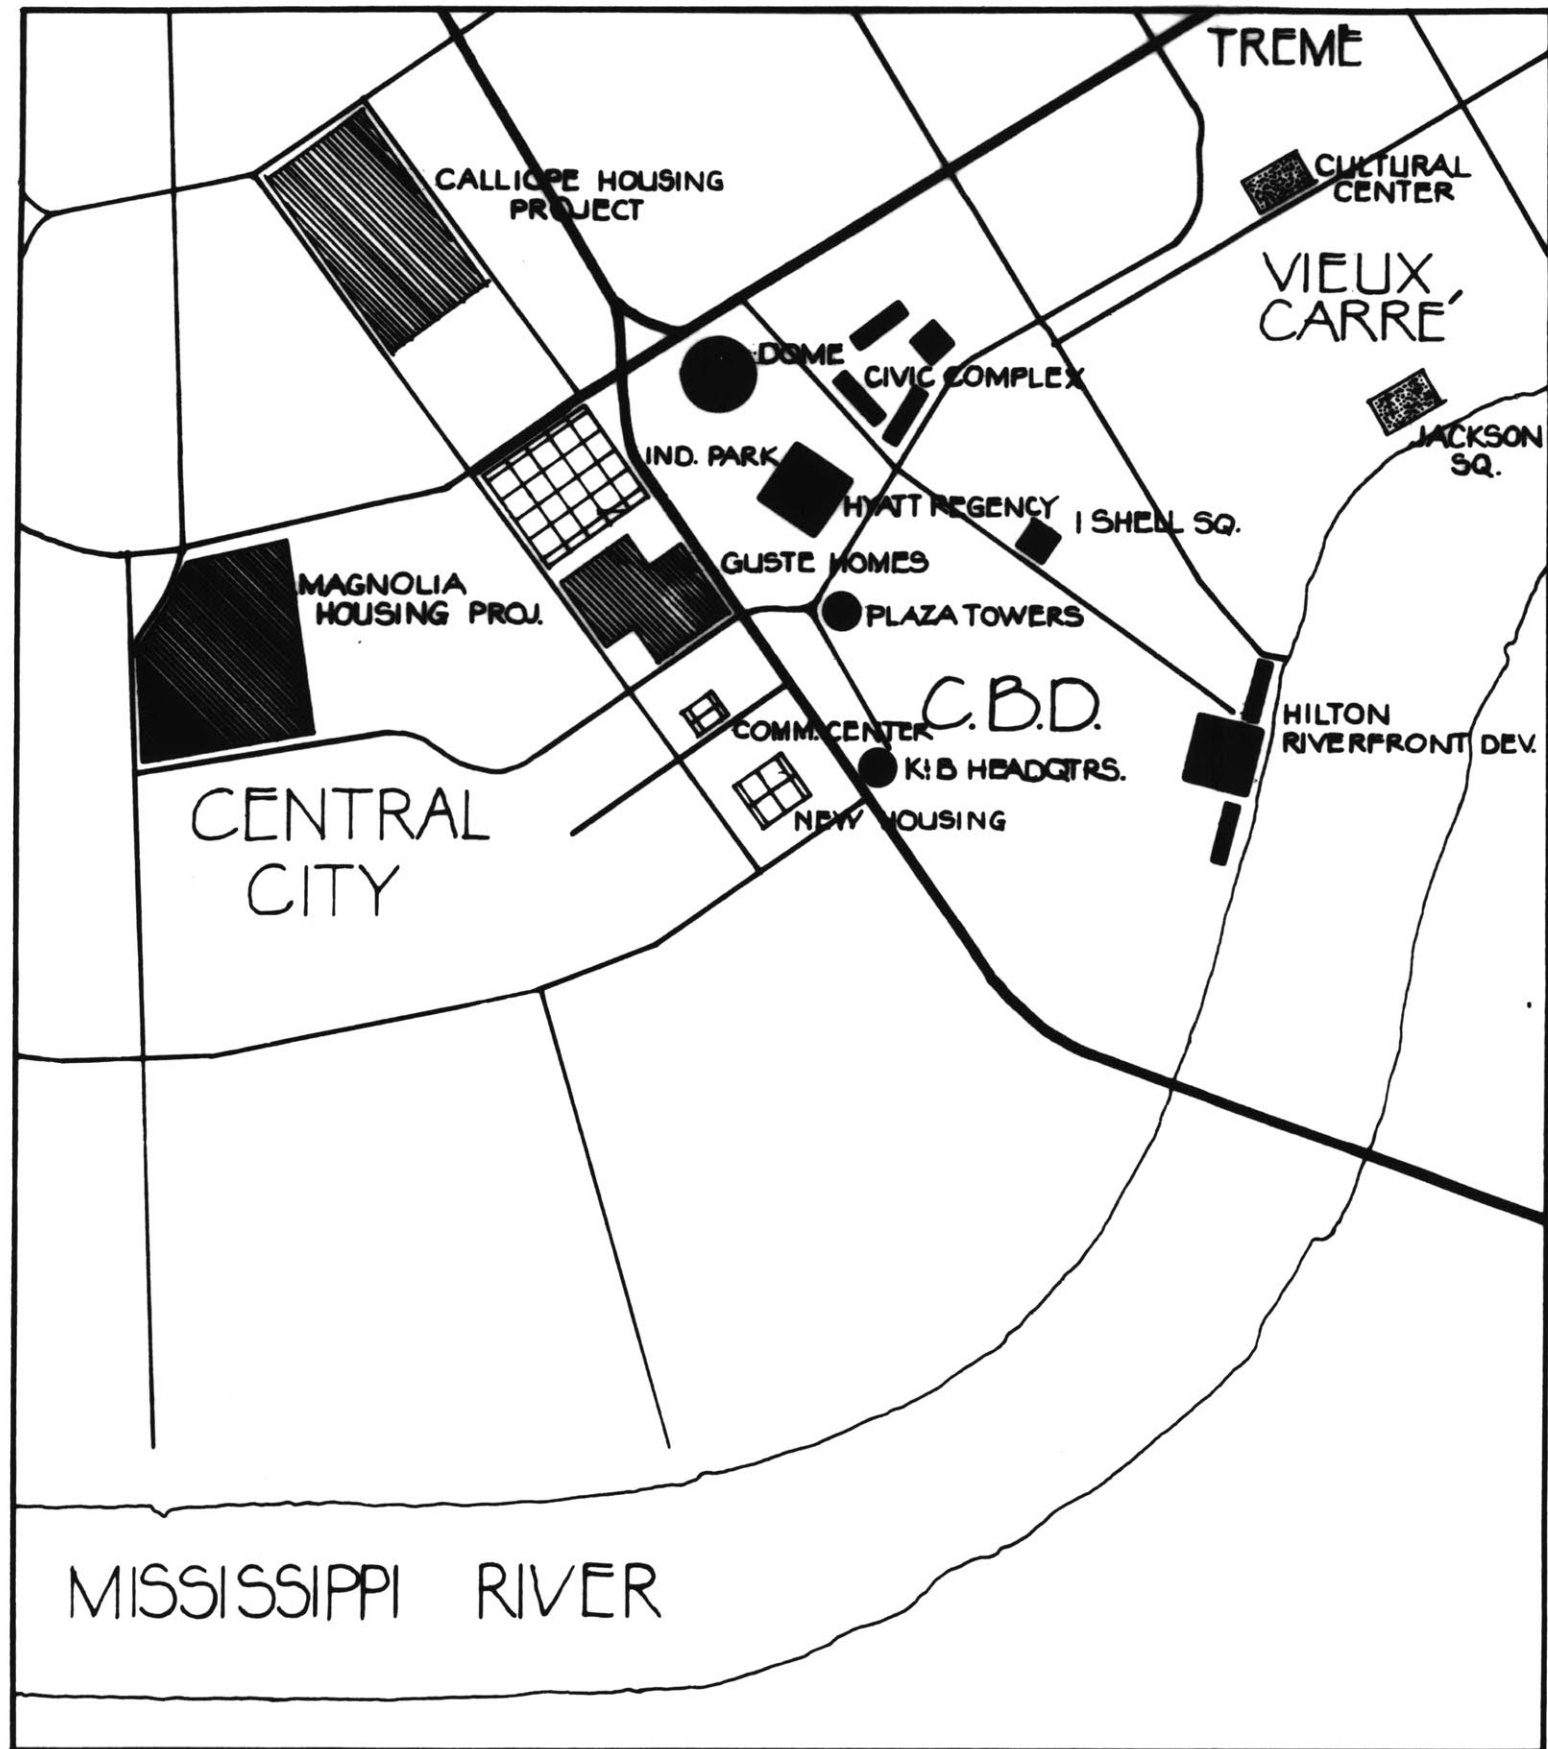 TREMÉ
CALLIOPE HOUSING
PROJECT
CULTURAL
CENTER
VIEUX
CARRÉ
DOME
CIVIC COMPLEX
JACKSON
SQ.
IND. PARK
HYATT REGENCY
1 SHELL SQ.
GUSTE HOMES
MAGNOLIA
HOUSING PROJ.
PLAZA TOWERS
C.B.D.
HILTON
RIVERFRONT DEV.
COMM. CENTER
K&B HEADQTRS.
CENTRAL
CITY
NEW HOUSING
MISSISSIPPI RIVER